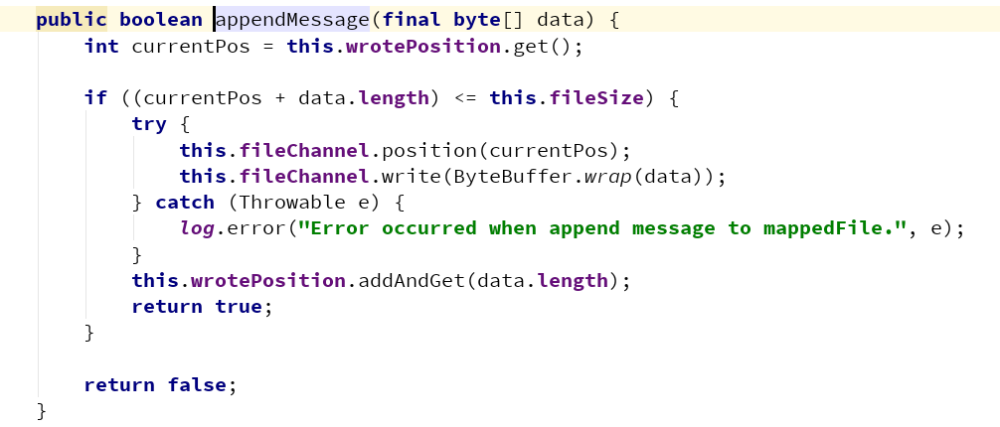 public boolean appendMessage(final byte[] data) {
    int currentPos = this.wrotePosition.get();
    if ((currentPos + data.length) <= this.fileSize) {
        try {
            this.fileChannel.position(currentPos);
            this.fileChannel.write(ByteBuffer.wrap(data));
        } catch (Throwable e) {
            log.error("Error occurred when append message to mappedFile.", e);
        }
        this.wrotePosition.addAndGet(data.length);
        return true;
    }
    return false;
}